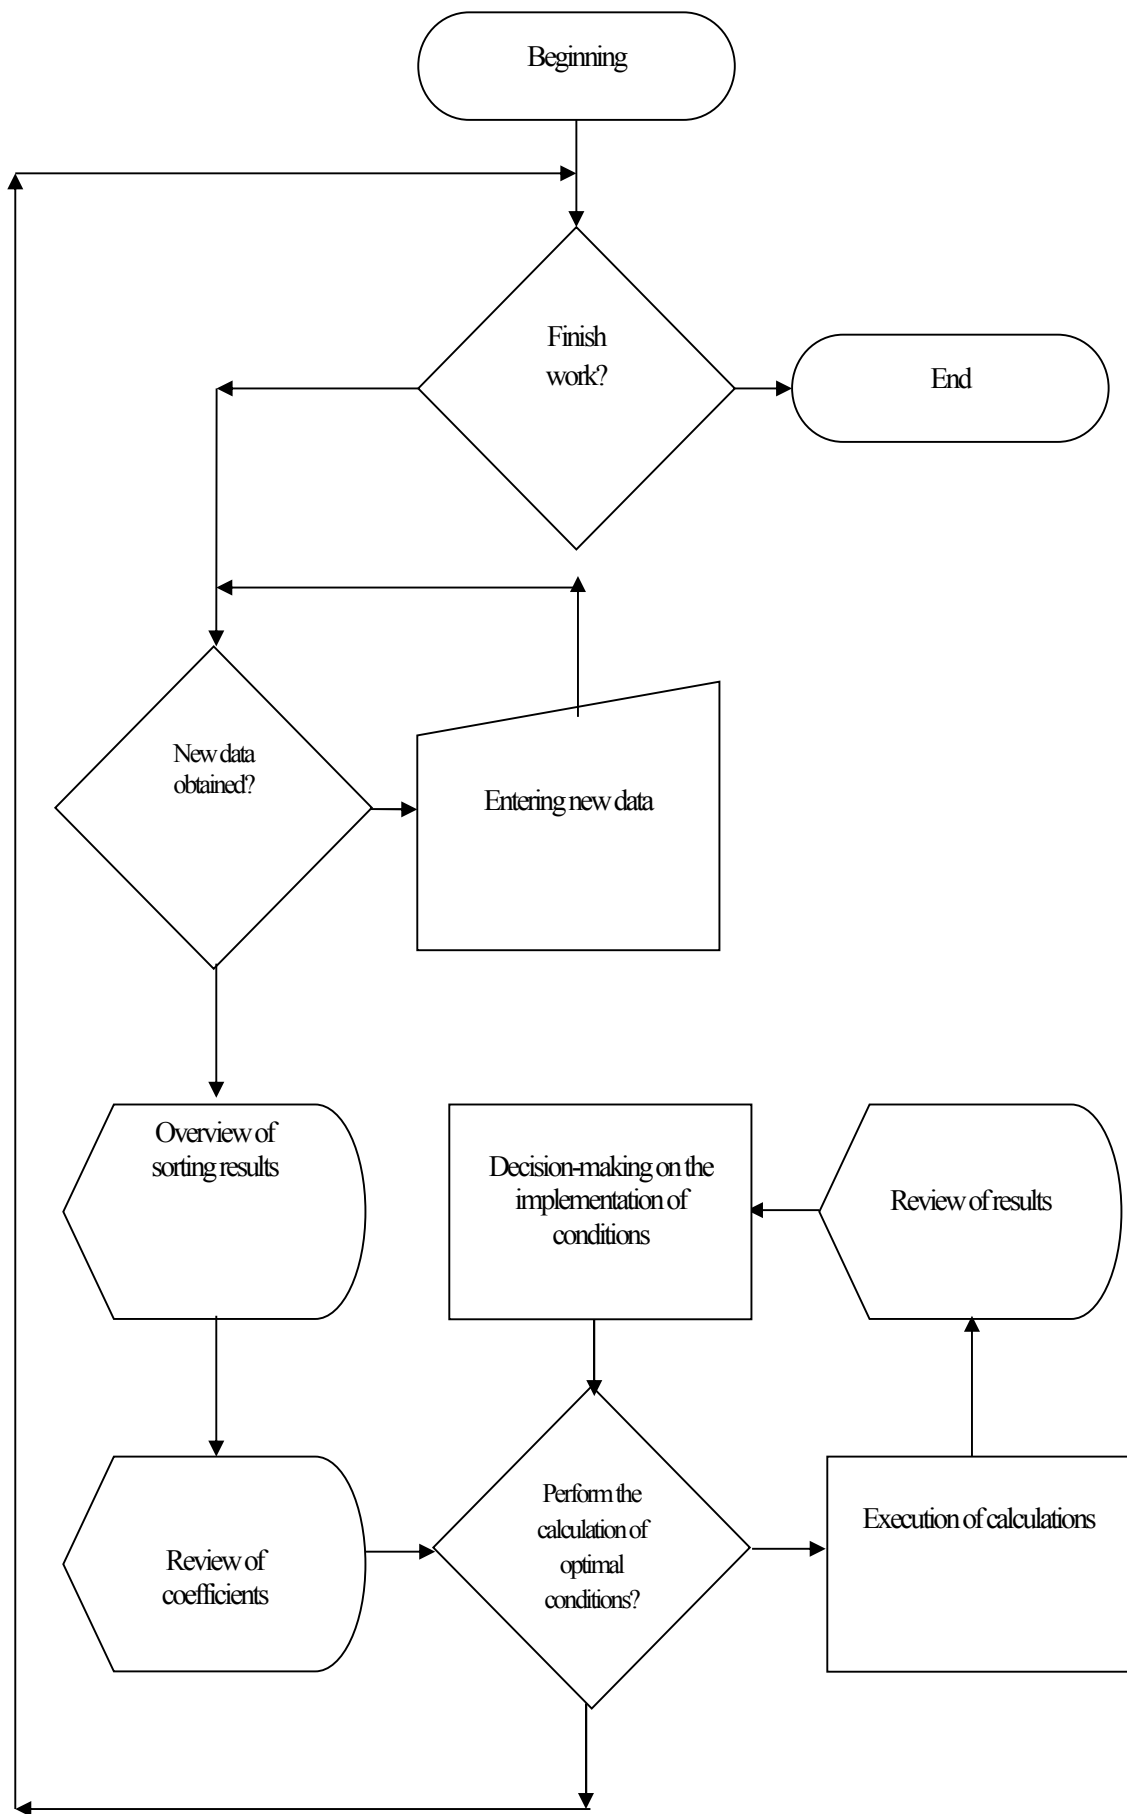 Beginning
Finish
work?
End
New data
obtained?
Entering new data
Overview of
sorting results
Decision-making on the
implementation of
conditions
Review of results
Review of
coefficients
Perform the
calculation of
optimal
conditions?
Execution of calculations